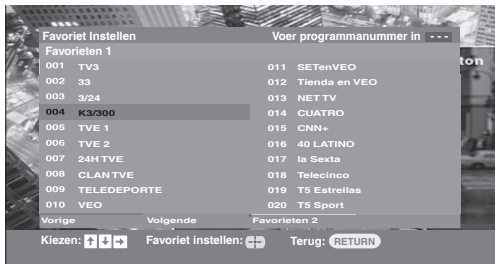 Favoriet Instellen Voer programmanummer in - - -
Favorieten 1
001 TV3
002 33
003 3/24
004 K3/300
005 TVE 1
006 TVE 2
007 24H TVE
008 CLAN TVE
009 TELEDEPORTE
010 VEO
011 SETenVEO
012 Tienda en VEO
013 NET TV
014 CUATRO
015 CNN+
016 40 LATINO
017 la Sexta
018 Telecinco
019 T5 Estrellas
020 T5 Sport
Vorige Volgende Favorieten 2
Kiezen: Favoriet instellen: Terug: RETURN
ton